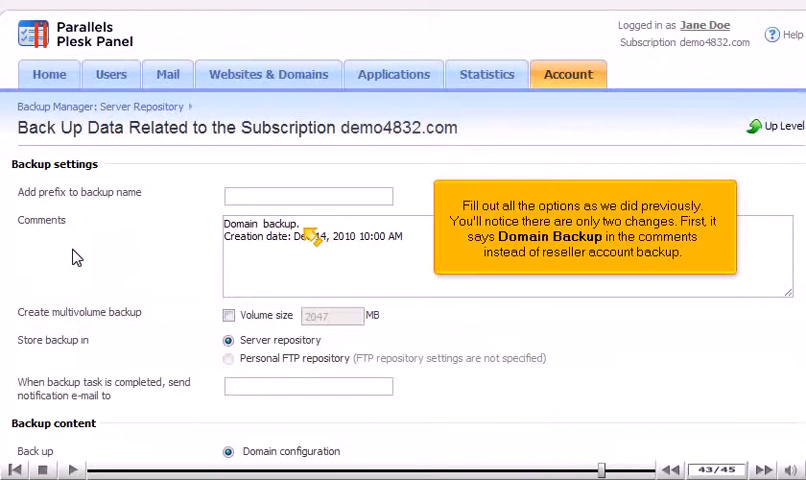 Parallels
Plesk Panel
Logged in as Jane Doe
Subscription demo4832.com
Help
Home
Users
Mail
Websites & Domains
Applications
Statistics
Account
Backup Manager: Server Repository
Back Up Data Related to the Subscription demo4832.com
Up Level
Backup settings
Add prefix to backup name
Comments
Domain backup.
Creation date: De 14, 2010 10:00 AM
Fill out all the options as we did previously.
You'll notice there are only two changes. First, it
says Domain Backup in the comments
instead of reseller account backup.
Create multivolume backup
Volume size
2047
MB
Store backup in
Server repository
Personal FTP repository (FTP repository settings are not specified)
When backup task is completed, send
notification e-mail to
Backup content
Back up
Domain configuration
43/45